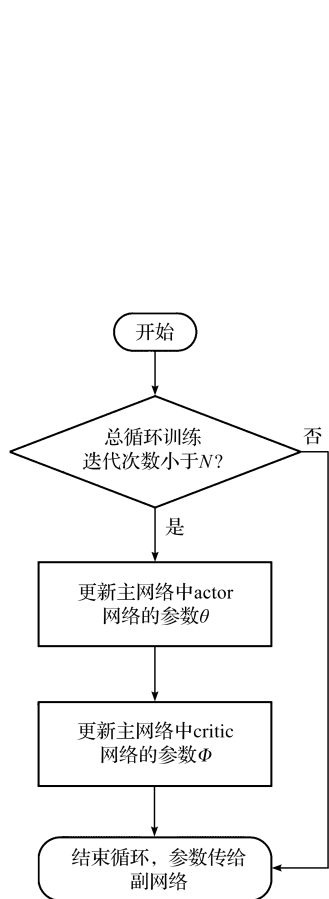 开始
总循环训练
迭代次数小于N?
否
是
更新主网络中actor
网络的参数θ
更新主网络中critic
网络的参数Φ
结束循环，参数传给
副网络